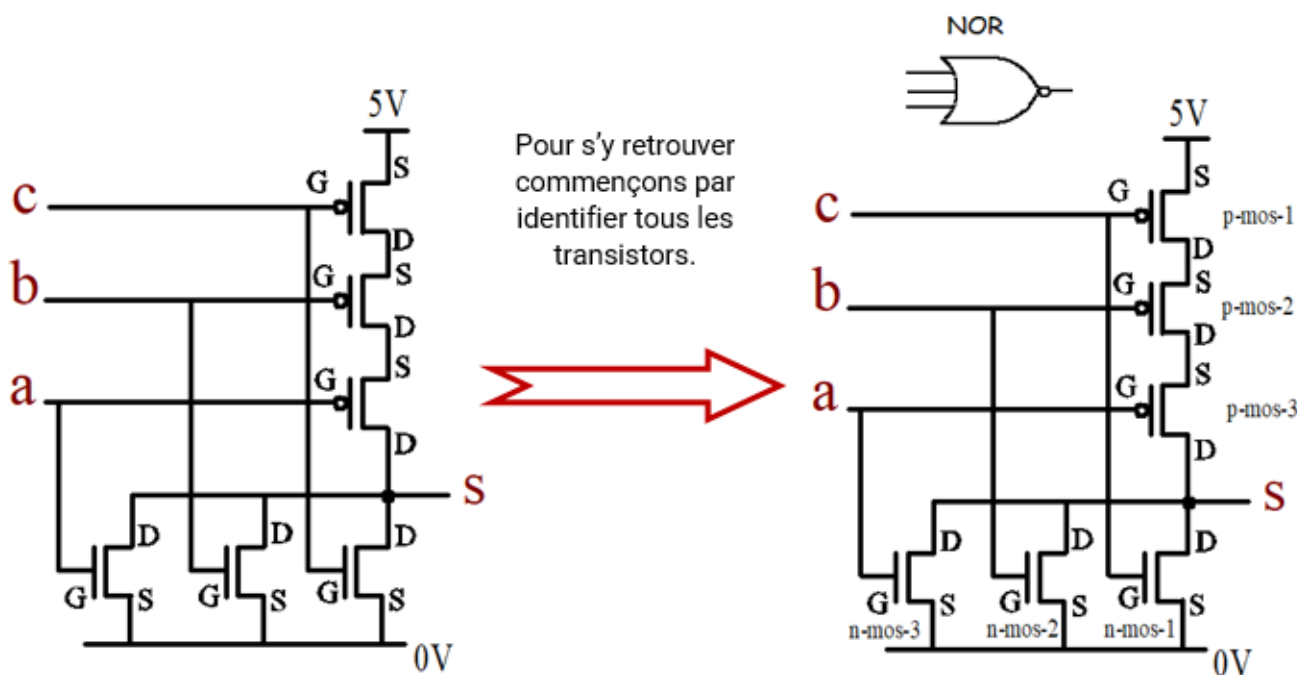 NOR
5V
G
S
c
D
G
S
b
D
G
S
a
D
s
D
D
D
G
S
G
S
G
S
0V
Pour s’y retrouver
commençons par
identifier tous les
transistors.
5V
G
S
c
p-mos-1
D
G
S
b
p-mos-2
D
G
S
a
p-mos-3
D
s
D
D
D
G
S
G
S
G
S
n-mos-3
n-mos-2
n-mos-1
0V